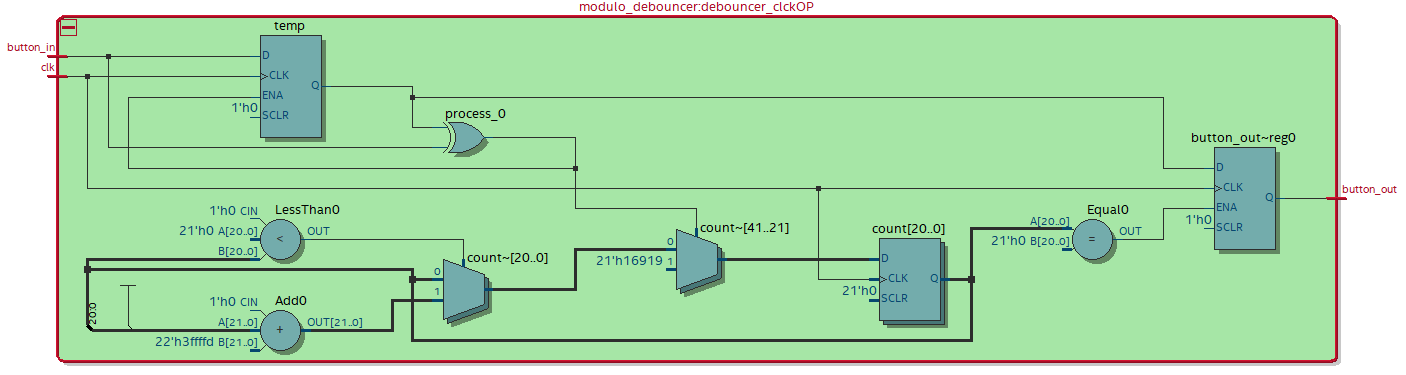 modulo_debouncer:debouncer_clckOP
button_in
clk
temp
D
CLK
ENA
1'h0
SCLR
Q
process_0
button_out~reg0
D
CLK
ENA
1'h0
SCLR
Q
button_out
1'h0 CIN
LessThan0
21'h0 A[20..0]
B[20..0]
<
OUT
count~[20..0]
0
1
count~[41..21]
0
21'h16919
1
count[20..0]
D
CLK
21'h0
SCLR
Q
Equal0
A[20..0]
21'h0 B[20..0]
=
OUT
20:0
1'h0 CIN
Add0
A[21..0]
22'h3ffffd B[21..0]
+
OUT[21..0]